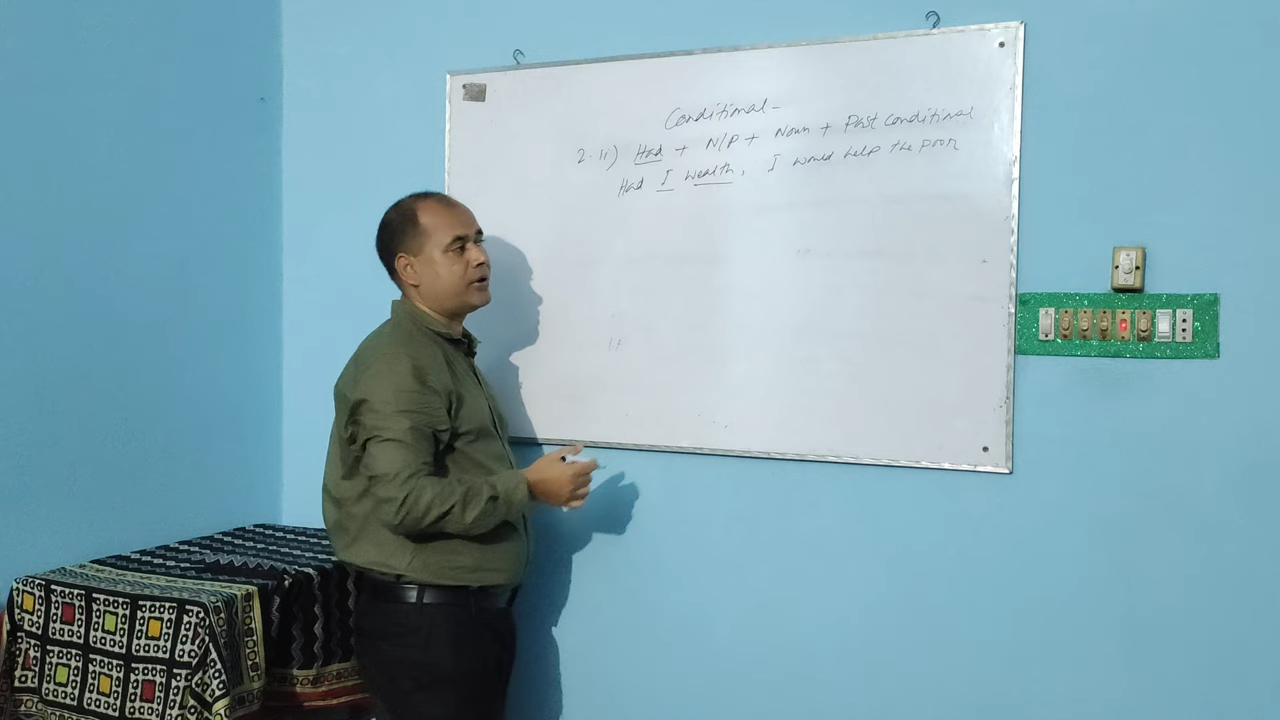 Conditional -
2. ii) Had + N/P + Noun + Past Conditional
Had I wealth, I would help the poor